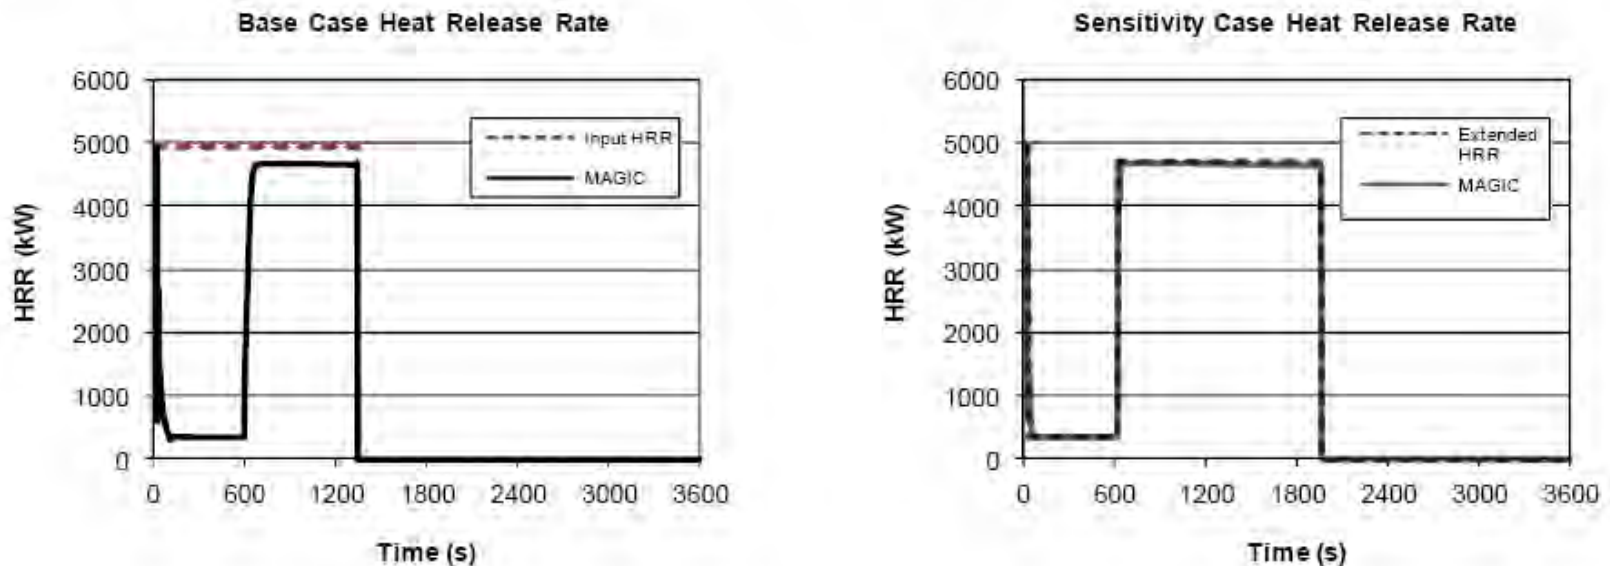 Base Case Heat Release Rate
6000
5000
4000
3000
2000
1000
0
HRR (kW)
Input HRR
MAGIC
0 600 1200 1800 2400 3000 3600
Time (s)
Sensitivity Case Heat Release Rate
6000
5000
4000
3000
2000
1000
0
HRR (kW)
Extended
HRR
MAGIC
0 600 1200 1800 2400 3000 3600
Time (s)